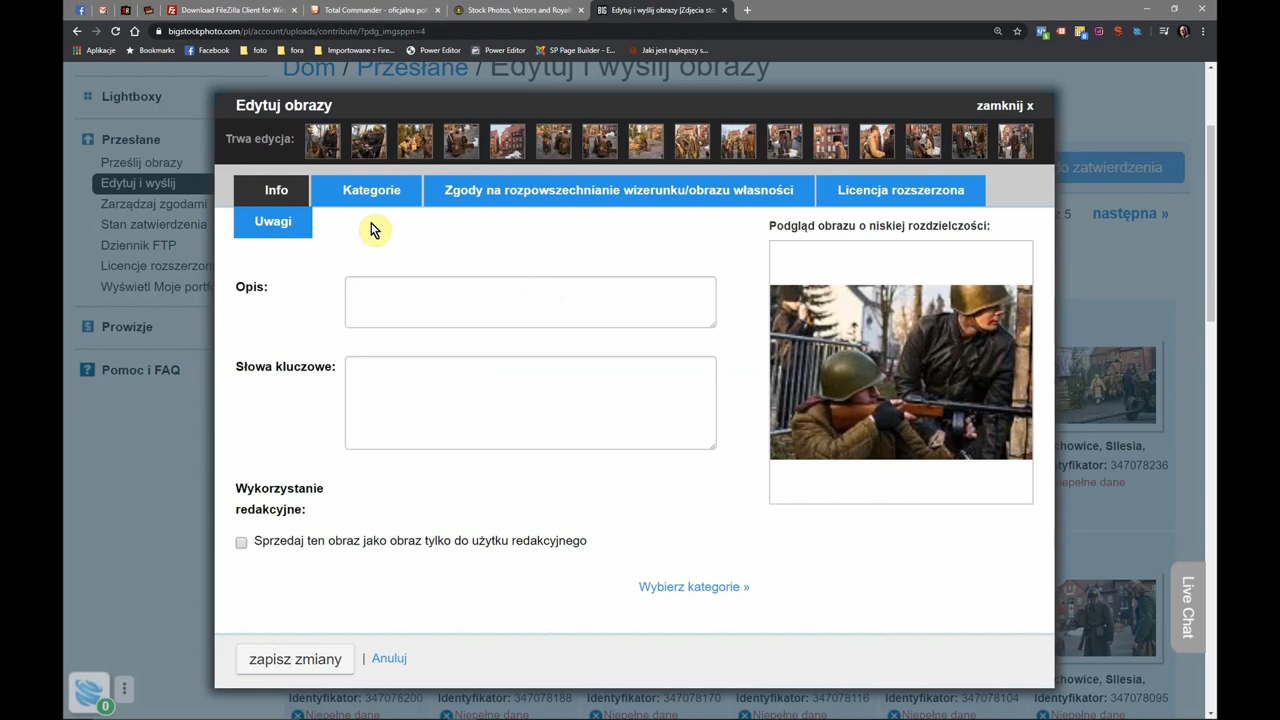 Download FileZilla Client for Win
Total Commander - oficjalna pol
Stock Photos, Vectors and Royalt
BIG Edytuj i wyślij obrazy |Zdjęcia sto
bigstockphoto.com/pl/account/uploads/contribute/?pdg_imgsppn=4
Aplikacje Bookmarks Facebook foto fora Importowane z Fire... Power Editor Power Editor SP Page Builder - E... Jaki jest najlepszy s...
Dom / Przesłane / Edytuj i wyślij obrazy
Lightboxy
Przesłane
Prześlij obrazy
Edytuj i wyślij
Zarządzaj zgodami
Stan zatwierdzenia
Dziennik FTP
Licencje rozszerzon
Wyświetl Moje portfo
Prowizje
Pomoc i FAQ
do zatwierdzenia
z 5 następna »
Edytuj obrazy
zamknij x
Trwa edycja:
Info Kategorie Zgody na rozpowszechnianie wizerunku/obrazu własności Licencja rozszerzona
Uwagi
Podgląd obrazu o niskiej rozdzielczości:
Opis:
Słowa kluczowe:
Wykorzystanie
redakcyjne:
Sprzedaj ten obraz jako obraz tylko do użytku redakcyjnego
Wybierz kategorie »
zapisz zmiany | Anuluj
chowice, SIlesia,
entyfikator: 347078236
iepełne dane
Live Chat
chowice, SIlesia,
0
Identyfikator: 347078200 Identyfikator: 347078188 Identyfikator: 347078170 Identyfikator: 347078116 Identyfikator: 347078104 Identyfikator: 347078095
Niepełne dane Niepełne dane Niepełne dane Niepełne dane Niepełne dane Niepełne dane